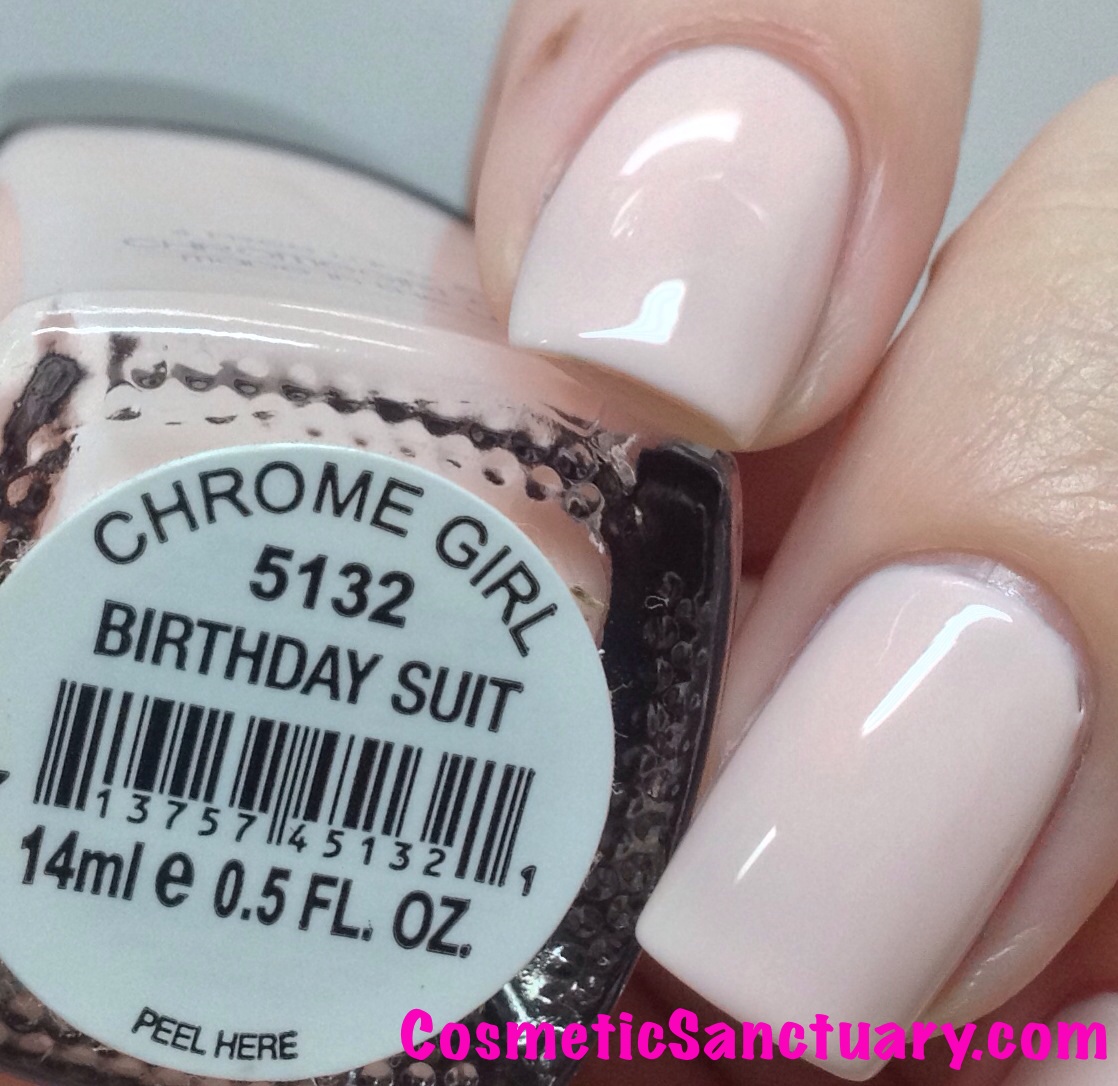 CHROME GIRL
5132
BIRTHDAY SUIT
13757 45132 1
14ml e 0.5 FL. OZ.
PEEL HERE
CosmeticSanctuary.com